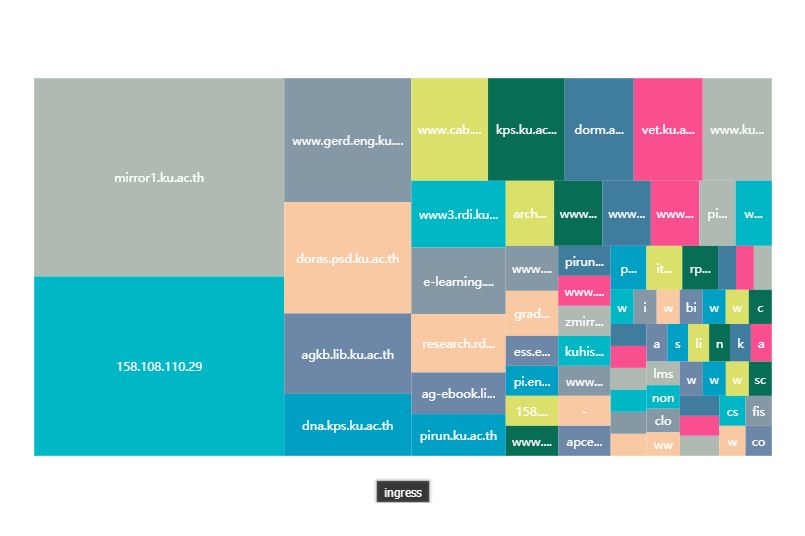 mirror1.ku.ac.th
158.108.110.29
www.gerd.eng.ku....
doras.psd.ku.ac.th
agkb.lib.ku.ac.th
dna.kps.ku.ac.th
www.cab....
kps.ku.ac...
dorm.a...
vet.ku.a...
www.ku...
www3.rdi.ku...
arch...
www...
www...
www...
pi...
w...
e-learning....
research.rd...
ag-ebook.li...
pirun.ku.ac.th
www....
grad...
ess.e...
pi.en...
158....
www....
pirun...
www....
zmirr...
kuhis...
www...
-
apce...
p...
it...
rp...
w
i
w
bi
w
w
c
a
s
li
n
k
a
lms
non
clo
ww
w
w
w
sc
cs
fis
w
co
ingress